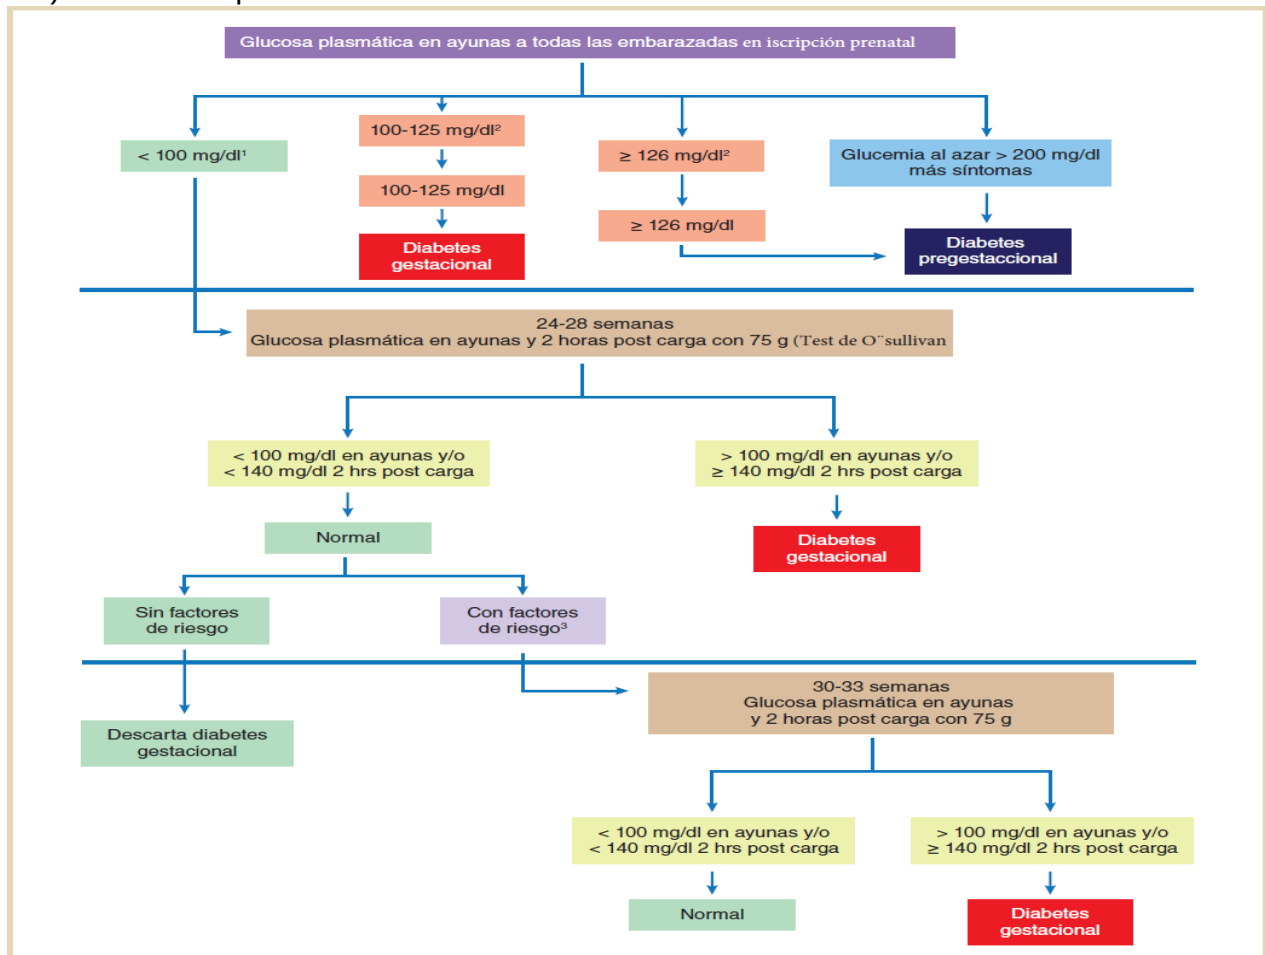 Glucosa plasmática en ayunas a todas las embarazadas en iscripción prenatal
< 100 mg/dl¹
100-125 mg/dl²
100-125 mg/dl
Diabetes
gestacional
≥ 126 mg/dl²
≥ 126 mg/dl
Glucemia al azar > 200 mg/dl
más síntomas
Diabetes
pregestaccional
24-28 semanas
Glucosa plasmática en ayunas y 2 horas post carga con 75 g (Test de O¨sullivan
< 100 mg/dl en ayunas y/o
< 140 mg/dl 2 hrs post carga
Normal
> 100 mg/dl en ayunas y/o
≥ 140 mg/dl 2 hrs post carga
Diabetes
gestacional
Sin factores
de riesgo
Con factores
de riesgo³
Descarta diabetes
gestacional
30-33 semanas
Glucosa plasmática en ayunas
y 2 horas post carga con 75 g
< 100 mg/dl en ayunas y/o
< 140 mg/dl 2 hrs post carga
Normal
> 100 mg/dl en ayunas y/o
≥ 140 mg/dl 2 hrs post carga
Diabetes
gestacional